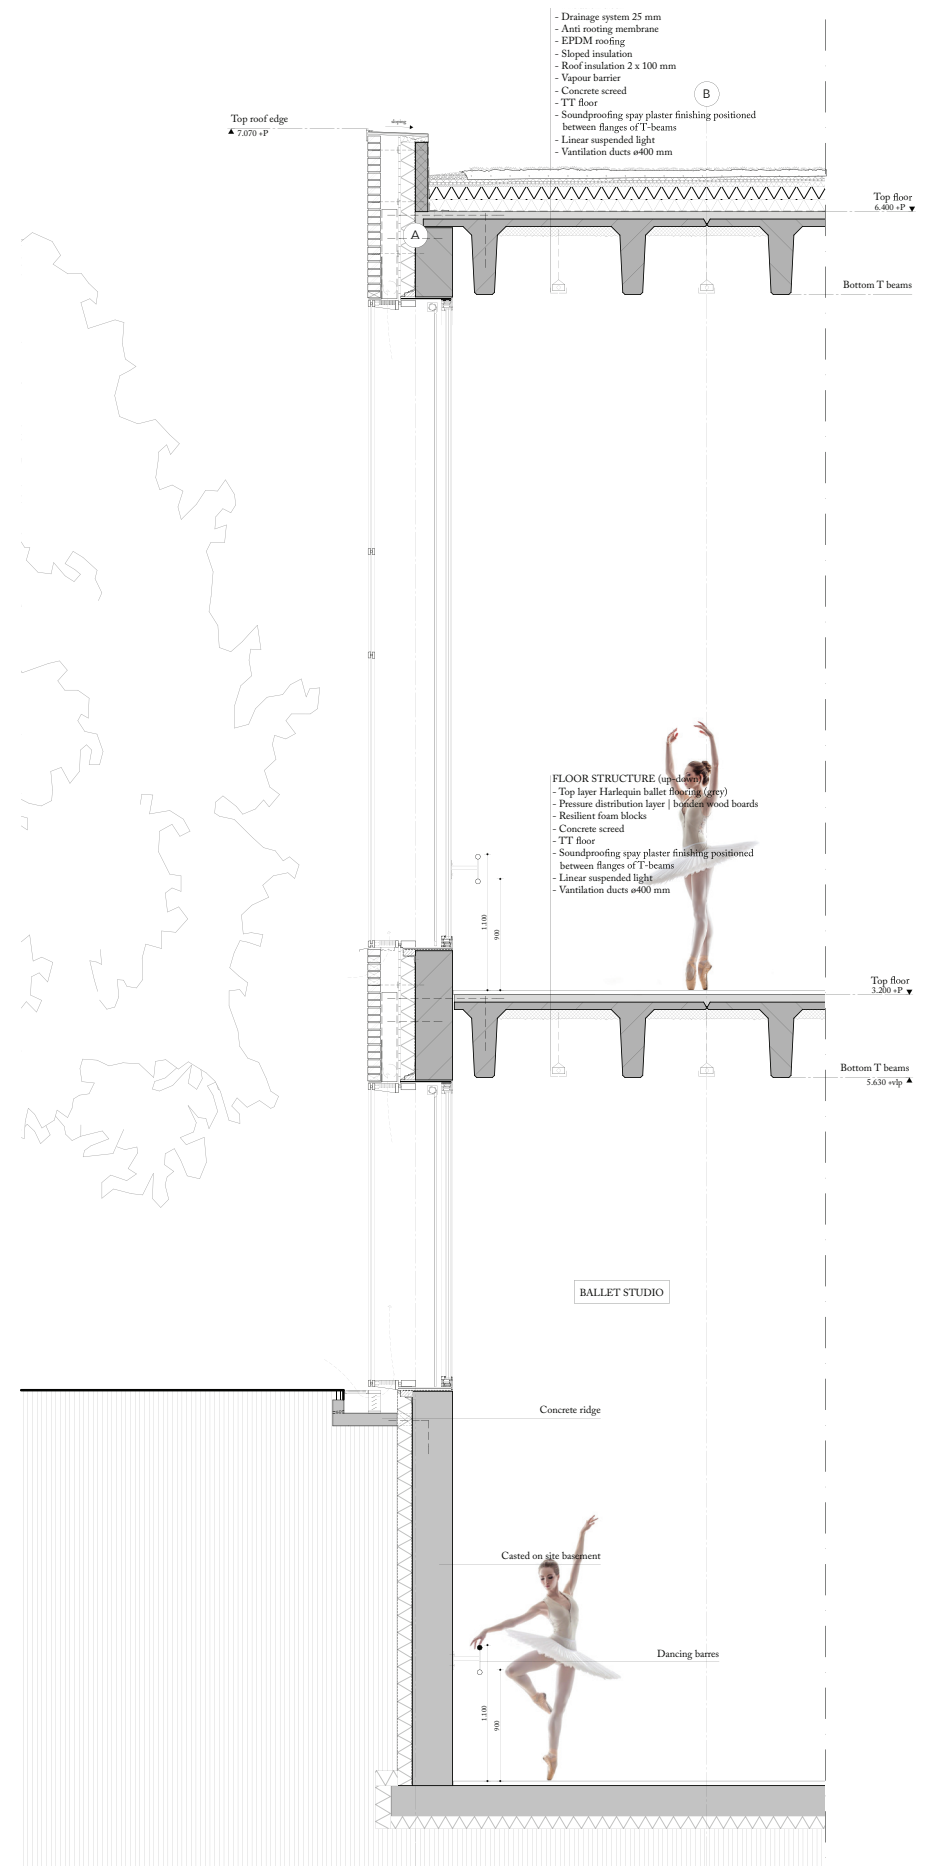 - Drainage system 25 mm
- Anti rooting membrane
- EPDM roofing
- Sloped insulation
- Roof insulation 2 x 100 mm
- Vapour barrier
- Concrete screed
- TT floor
- Soundproofing spay plaster finishing positioned
between flanges of T-beams
- Linear suspended light
- Vantilation ducts ø400 mm
B
Top roof edge
7.070 +P
sloping
Top floor
6.400 +P
A
Bottom T beams
FLOOR STRUCTURE (up-down)
- Top layer Harlequin ballet flooring (grey)
- Pressure distribution layer | bonden wood boards
- Resilient foam blocks
- Concrete screed
- TT floor
- Soundproofing spay plaster finishing positioned
between flanges of T-beams
- Linear suspended light
- Vantilation ducts ø400 mm
1.100
900
Top floor
3.200 +P
Bottom T beams
5.630 +vlp
BALLET STUDIO
Concrete ridge
Casted on site basement
Dancing barres
1.100
900